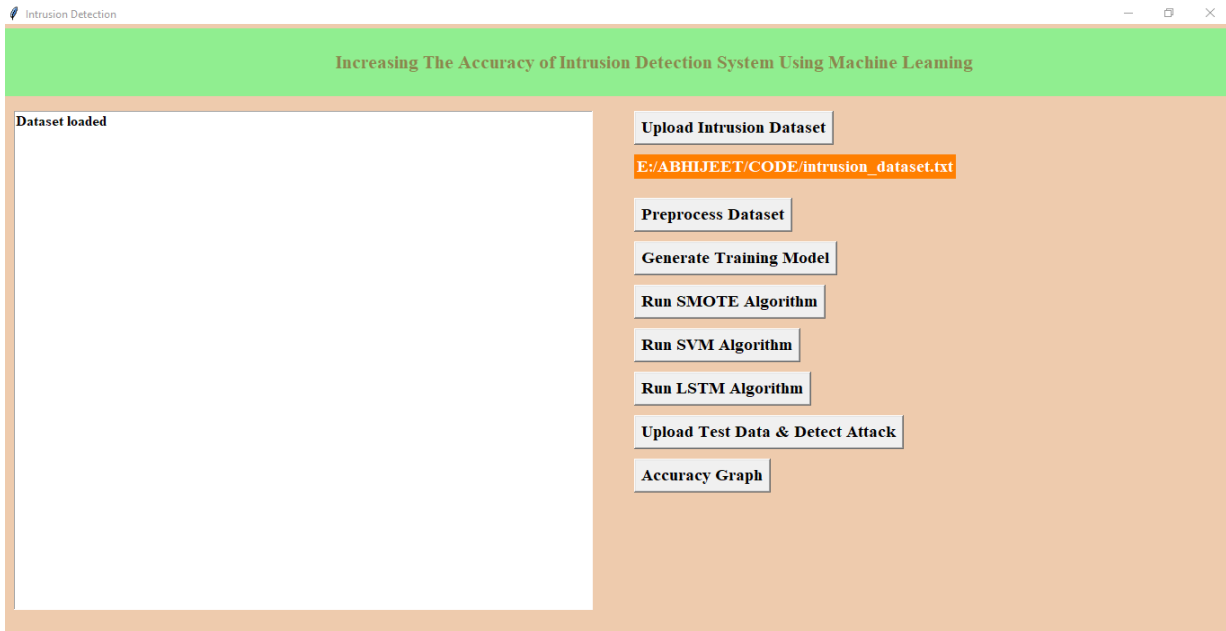 Intrusion Detection
Increasing The Accuracy of Intrusion Detection System Using Machine Learning
Dataset loaded
Upload Intrusion Dataset
E:/ABHIJEET/CODE/intrusion_dataset.txt
Preprocess Dataset
Generate Training Model
Run SMOTE Algorithm
Run SVM Algorithm
Run LSTM Algorithm
Upload Test Data & Detect Attack
Accuracy Graph